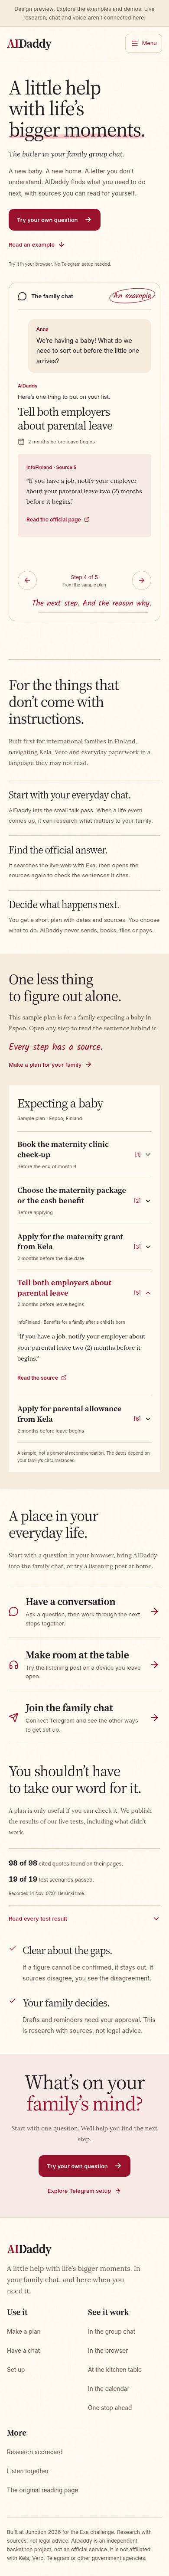 Design preview. Explore the examples and demos. Live
research, chat and voice aren't connected here.
AIDaddy
Menu
A little help
with life's
bigger moments.
The butler in your family group chat.
A new baby. A new home. A letter you don't
understand. AIDaddy finds what you need to do
next, with sources you can read for yourself.
Try your own question
Read an example
Try it in your browser. No Telegram setup needed.
The family chat
An example
Anna
We're having a baby! What do we
need to sort out before the little one
arrives?
AIDaddy
Here's one thing to put on your list.
Tell both employers
about parental leave
2 months before leave begins
InfoFinland · Source 5
"If you have a job, notify your employer
about your parental leave two (2) months
before it begins."
Read the official page
Step 4 of 5
from the sample plan
The next step. And the reason why.
For the things that
don't come with
instructions.
Built first for international families in Finland,
navigating Kela, Vero and everyday paperwork in a
language they may not read.
Start with your everyday chat.
AIDaddy lets the small talk pass. When a life event
comes up, it can research what matters to your family.
Find the official answer.
It searches the live web with Exa, then opens the
sources again to check the sentences it cites.
Decide what happens next.
You get a short plan with dates and sources. You choose
what to do. AIDaddy never sends, books, files or pays.
One less thing
to figure out alone.
This sample plan is for a family expecting a baby in
Espoo. Open any step to read the sentence behind it.
Every step has a source.
Make a plan for your family
Expecting a baby
Sample plan · Espoo, Finland
Book the maternity clinic
check-up
[1]
Before the end of month 4
Choose the maternity package
or the cash benefit
[2]
Before applying
Apply for the maternity grant
from Kela
[3]
2 months before the due date
Tell both employers about
parental leave
[5]
2 months before leave begins
InfoFinland · Benefits for a family after a child is born
"If you have a job, notify your employer about
your parental leave two (2) months before it
begins."
Read the source
Apply for parental allowance
from Kela
[6]
2 months before leave begins
A sample, not a personal recommendation. The dates depend on
your family's circumstances.
A place in your
everyday life.
Start with a question in your browser, bring AIDaddy
into the family chat, or try a listening post at home.
Have a conversation
Ask a question, then work through the next
steps together.
Make room at the table
Try the listening post on a device you leave
open.
Join the family chat
Connect Telegram and see the other ways
to get set up.
You shouldn't have
to take our word for it.
A plan is only useful if you can check it. We publish
the results of our live tests, including what didn't
work.
98 of 98 cited quotes found on their pages.
19 of 19 test scenarios passed.
Recorded 14 Nov, 07:01 Helsinki time.
Read every test result
Clear about the gaps.
If a figure cannot be confirmed, it stays out. If
sources disagree, you see the disagreement.
Your family decides.
Drafts and reminders need your approval. This
is research with sources, not legal advice.
What's on your
family's mind?
Start with one question. We'll help you find the next
step.
Try your own question
Explore Telegram setup
AIDaddy
A little help with life's bigger moments. In
your family chat, and here when you
need it.
Use it
Make a plan
Have a chat
Set up
See it work
In the group chat
In the browser
At the kitchen table
In the calendar
One step ahead
More
Research scorecard
Listen together
The original reading page
Built at Junction 2026 for the Exa challenge. Research with
sources, not legal advice. AIDaddy is an independent
hackathon project, not an official service. It is not affiliated
with Kela, Vero, Telegram or other government agencies.